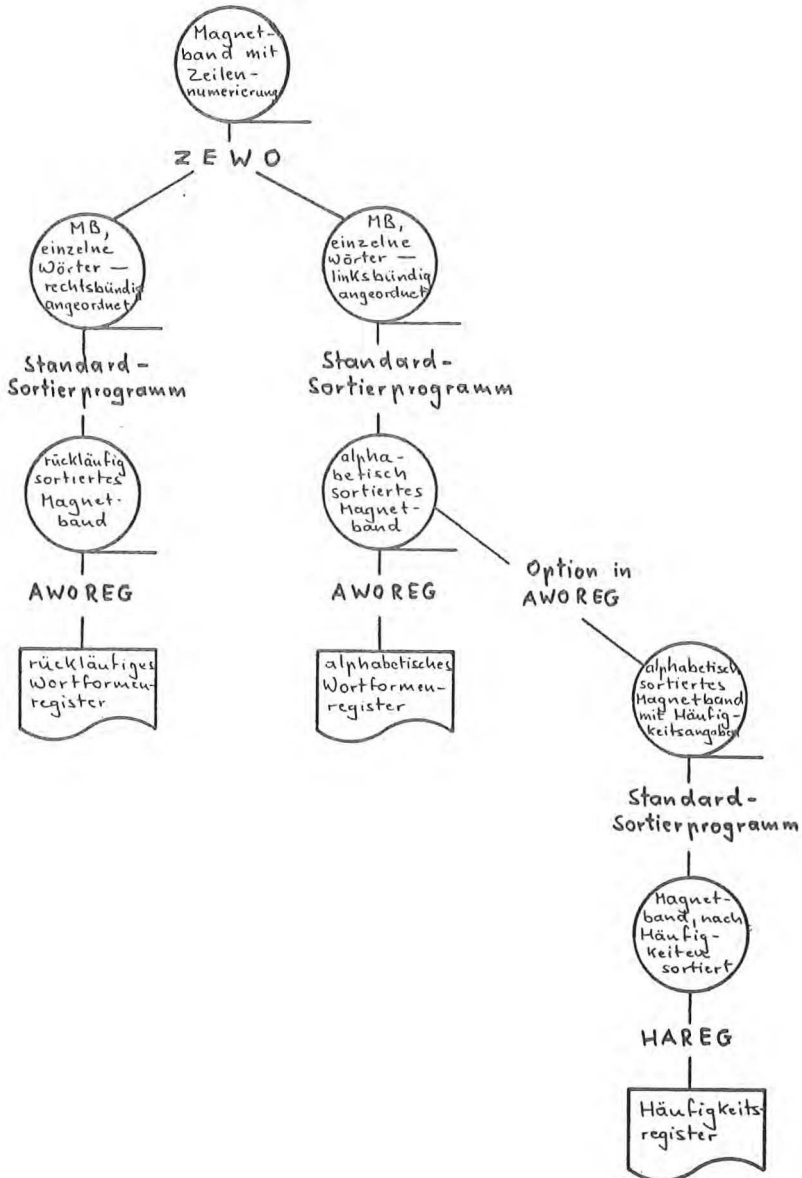 Magnet-
band mit
Zeilen-
numerierung
ZEWO
MB,
einzelne
Wörter —
rechtsbündig
angeordnet
MB,
einzelne
Wörter —
linksbündig
angeordnet
Standard-
Sortierprogramm
Standard-
Sortierprogramm
rückläufig
sortiertes
Magnet-
band
alpha-
betisch
sortiertes
Magnet-
band
AWOREG
AWOREG
Option in
AWOREG
rückläufiges
Wortformen-
register
alphabetisches
Wortformen-
register
alphabetisch
sortiertes
Magnetband
mit Häufig-
keitsangaben
Standard-
Sortierprogramm
Magnet-
band, nach
Häufig-
keiten
sortiert
HAREG
Häufigkeits-
register